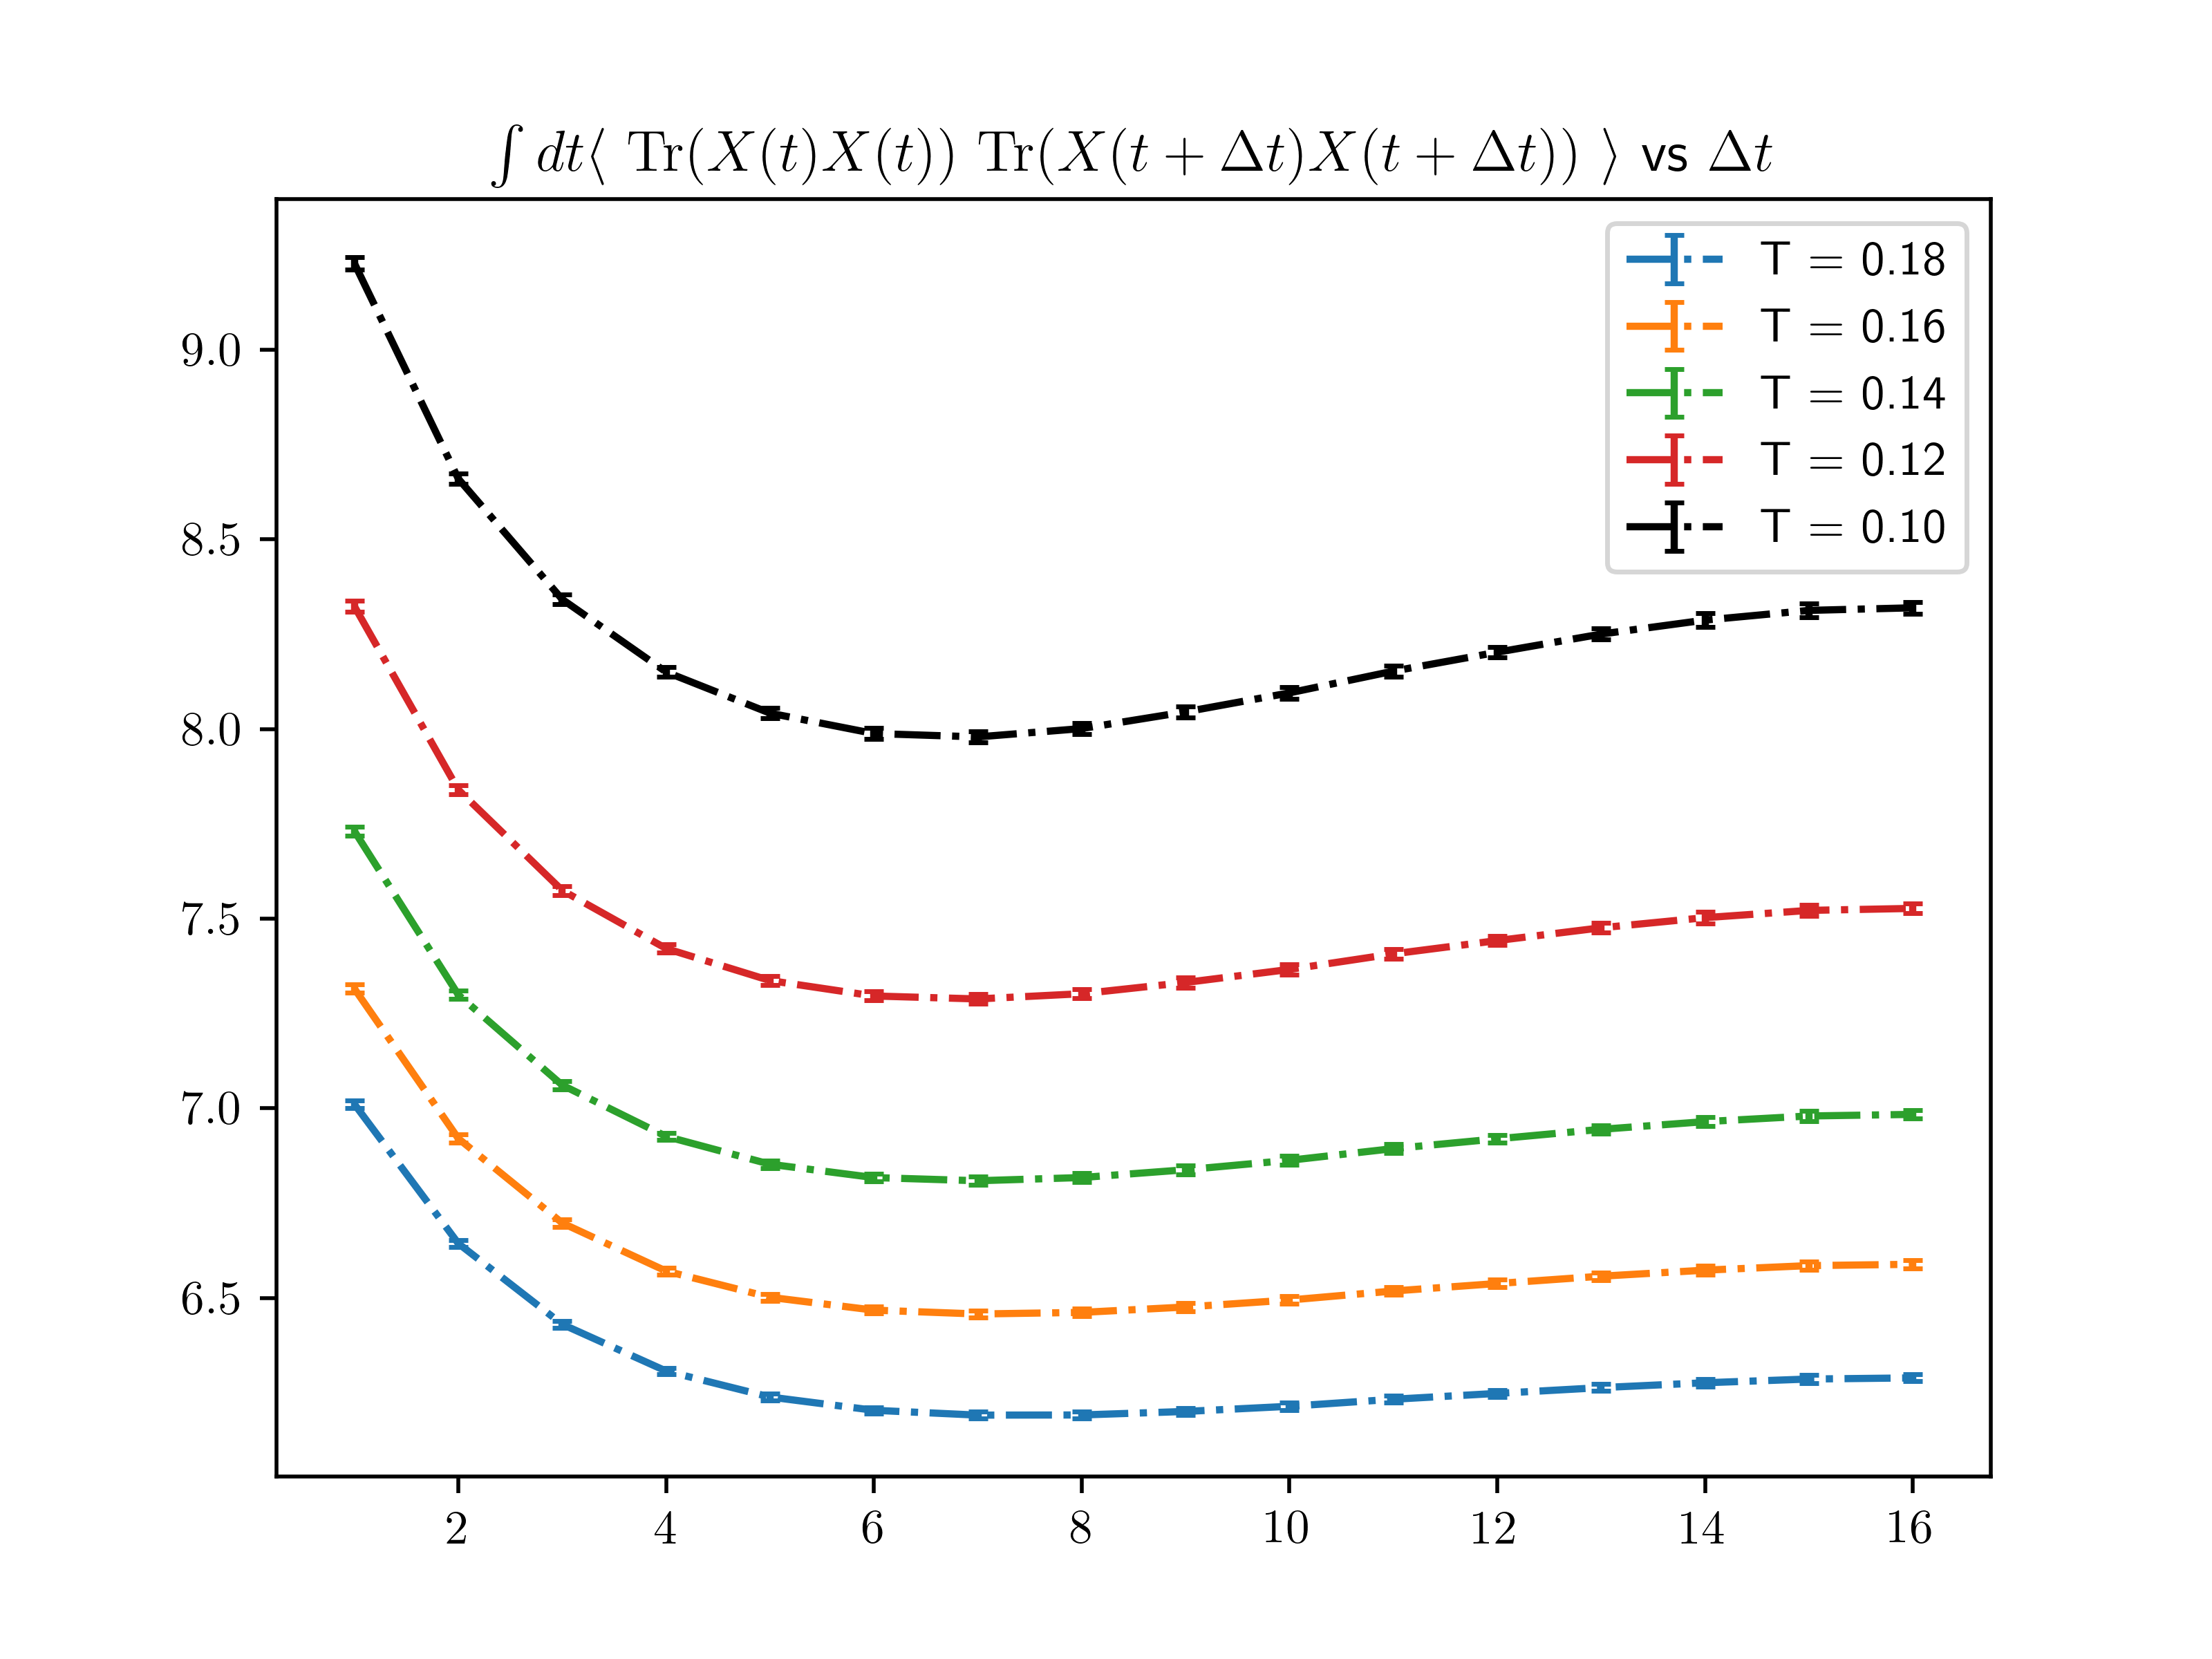 ∫ dt⟨ Tr(X(t)X(t)) Tr(X(t + Δt)X(t + Δt)) ⟩ vs Δt
T = 0.18
T = 0.16
T = 0.14
T = 0.12
T = 0.10
9.0
8.5
8.0
7.5
7.0
6.5
2 4 6 8 10 12 14 16